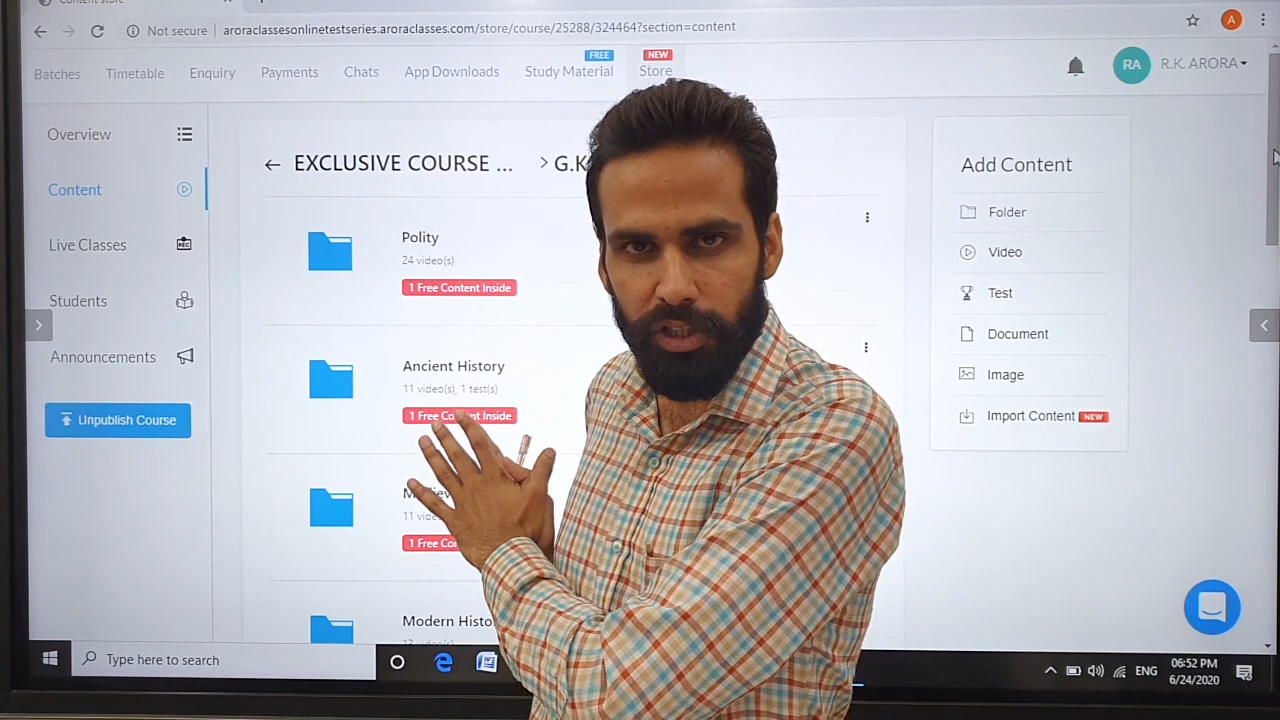 Not secure
aroraclassesonlinetestseries.aroraclasses.com/store/course/25288/324464?section=content
A
Batches
Timetable
Enquiry
Payments
Chats
App Downloads
FREE
Study Material
NEW
Store
RA
R.K. ARORA
Overview
Content
Live Classes
REC
Students
Announcements
Unpublish Course
EXCLUSIVE COURSE ...
> G.K
Polity
24 video(s)
1 Free Content Inside
Ancient History
11 video(s), 1 test(s)
1 Free Content Inside
11
1 Free
Modern
Add Content
Folder
Video
Test
Document
Image
Import Content NEW
Type here to search
ENG
06:52 PM
6/24/2020